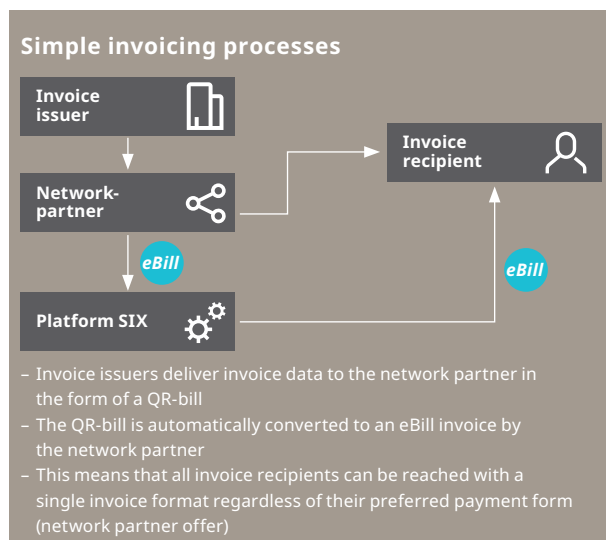 Simple invoicing processes
Invoice
issuer
Invoice
recipient
Network-
partner
eBill
eBill
Platform SIX
– Invoice issuers deliver invoice data to the network partner in
the form of a QR-bill
– The QR-bill is automatically converted to an eBill invoice by
the network partner
– This means that all invoice recipients can be reached with a
single invoice format regardless of their preferred payment form
(network partner offer)